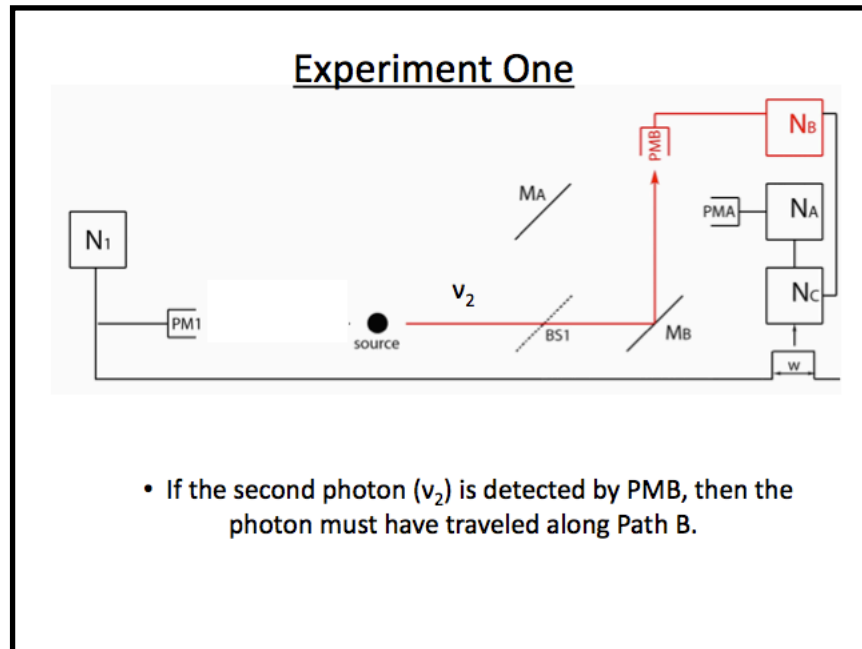 Experiment One
NB
PMB
MA
PMA
NA
N1
ν2
NC
PM1
source
BS1
MB
w
• If the second photon (ν2) is detected by PMB, then the
photon must have traveled along Path B.